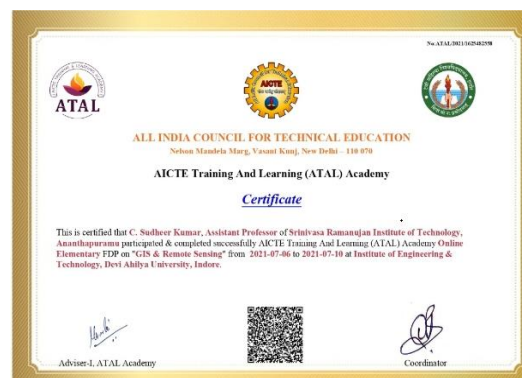 No:ATAL/2021/1625482558
ATAL
AICTE
ALL INDIA COUNCIL FOR TECHNICAL EDUCATION
Nelson Mandela Marg, Vasant Kunj, New Delhi – 110 070
AICTE Training And Learning (ATAL) Academy
Certificate
This is certified that C. Sudheer Kumar, Assistant Professor of Srinivasa Ramanujan Institute of Technology,
Ananthapuramu participated & completed successfully AICTE Training And Learning (ATAL) Academy Online
Elementary FDP on "GIS & Remote Sensing" from 2021-07-06 to 2021-07-10 at Institute of Engineering &
Technology, Devi Ahilya University, Indore.
Adviser-I, ATAL Academy
Coordinator